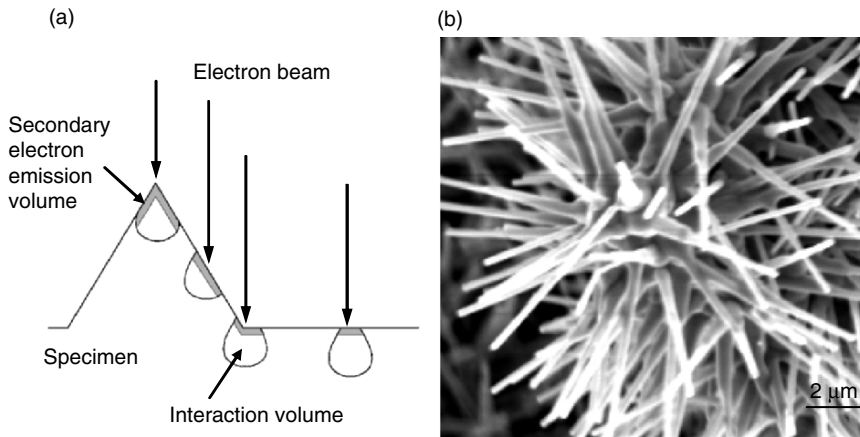 (a)
Electron beam
Secondary
electron
emission
volume
Specimen
Interaction volume
(b)
2 μm